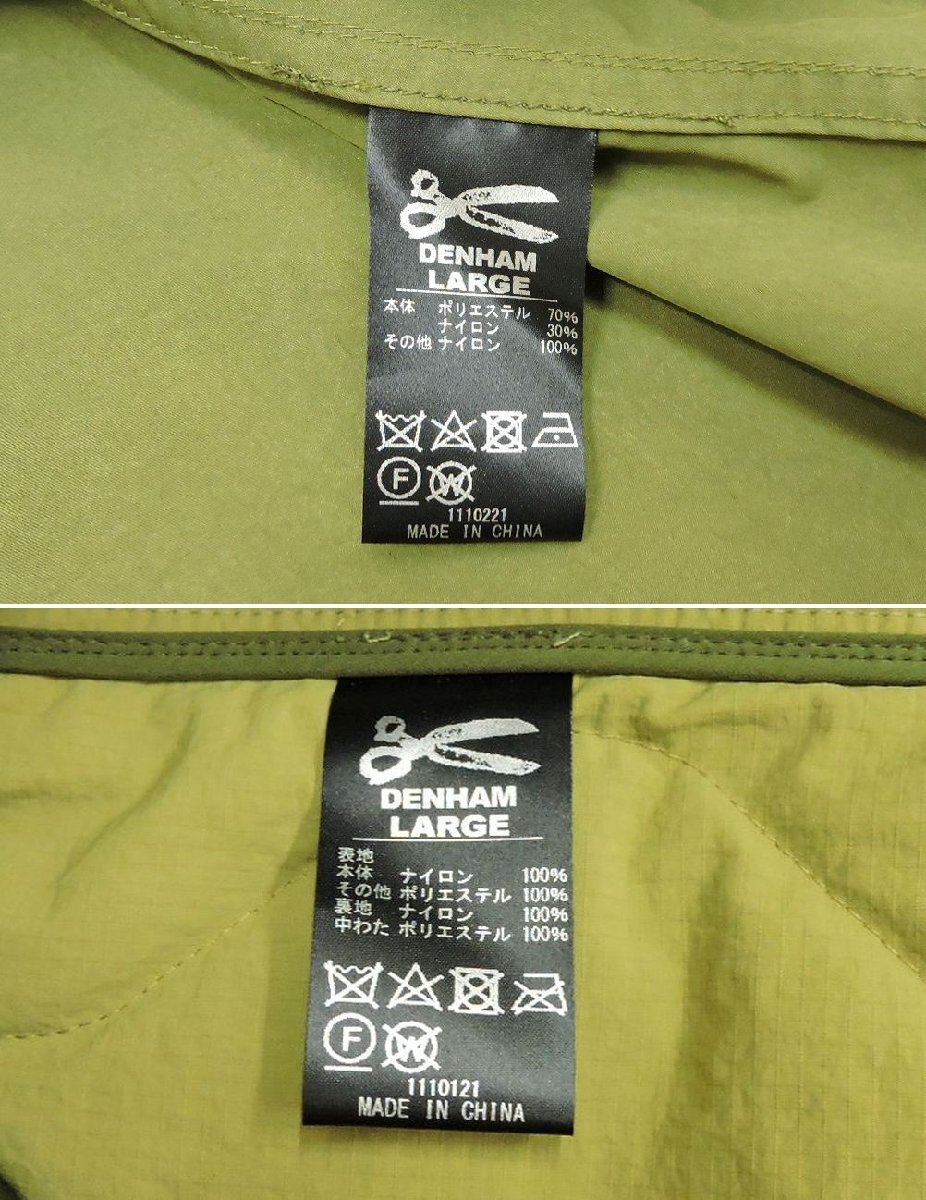 DENHAM
LARGE
本体 ポリエステル 70%
ナイロン 30%
その他 ナイロン 100%
F W
1110221
MADE IN CHINA
DENHAM
LARGE
表地
本体 ナイロン 100%
その他 ポリエステル 100%
裏地 ナイロン 100%
中わた ポリエステル 100%
F W
1110121
MADE IN CHINA